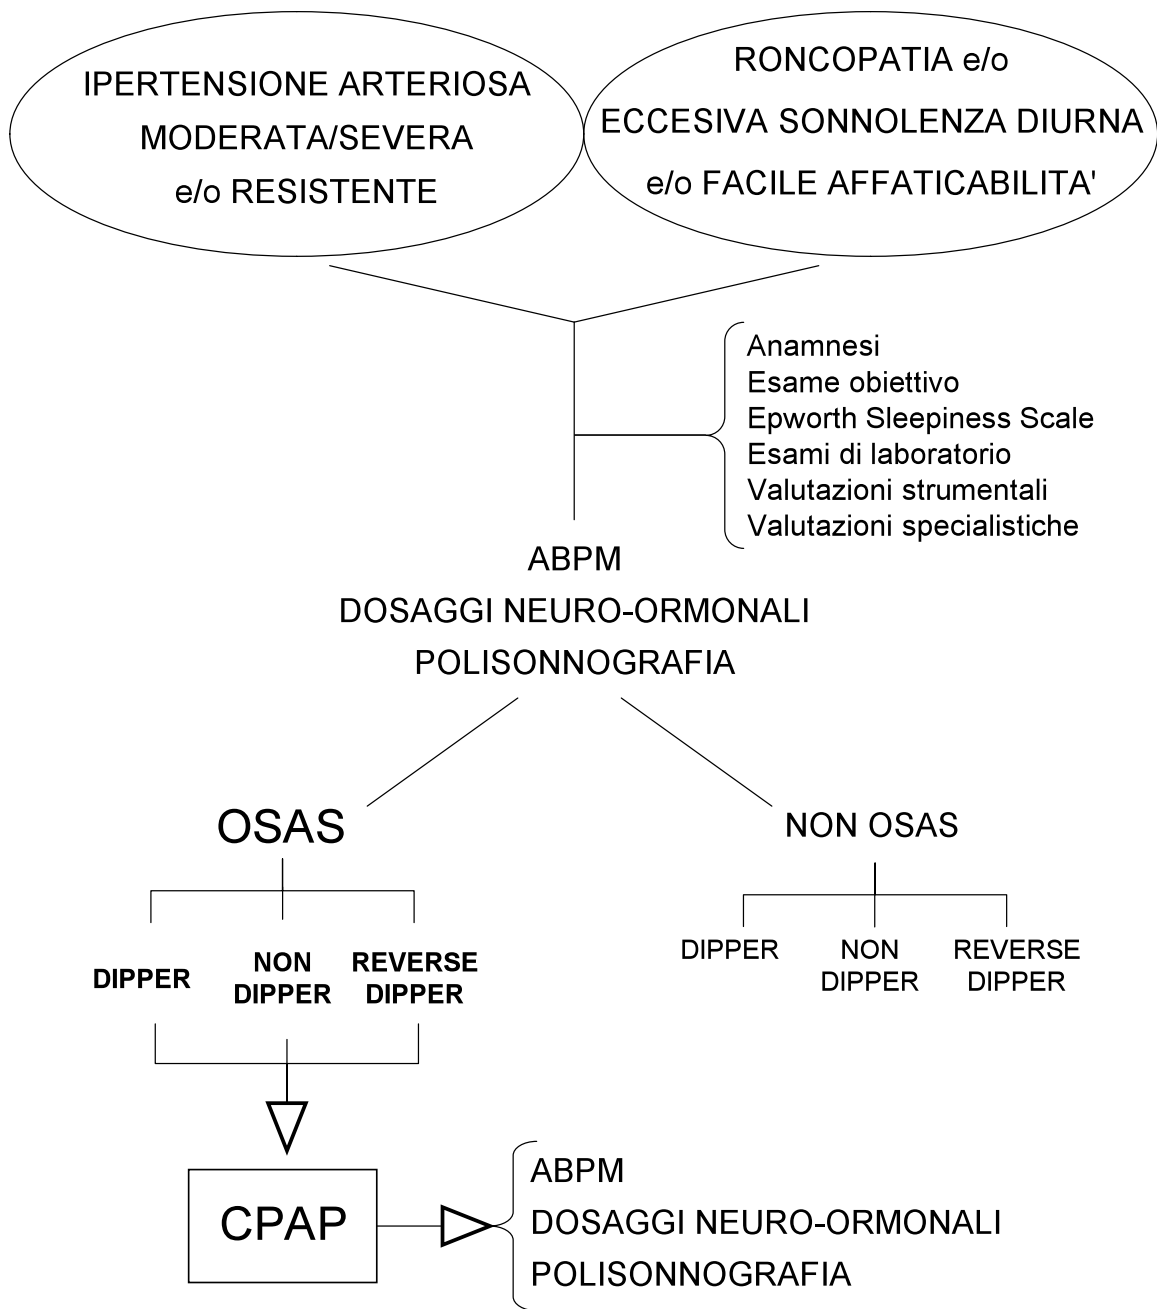 IPERTENSIONE ARTERIOSA
MODERATA/SEVERA
e/o RESISTENTE
RONCOPATIA e/o
ECCESIVA SONNOLENZA DIURNA
e/o FACILE AFFATICABILITA'
Anamnesi
Esame obiettivo
Epworth Sleepiness Scale
Esami di laboratorio
Valutazioni strumentali
Valutazioni specialistiche
ABPM
DOSAGGI NEURO-ORMONALI
POLISONNOGRAFIA
OSAS
NON OSAS
DIPPER
NON
DIPPER
REVERSE
DIPPER
DIPPER
NON
DIPPER
REVERSE
DIPPER
CPAP
ABPM
DOSAGGI NEURO-ORMONALI
POLISONNOGRAFIA